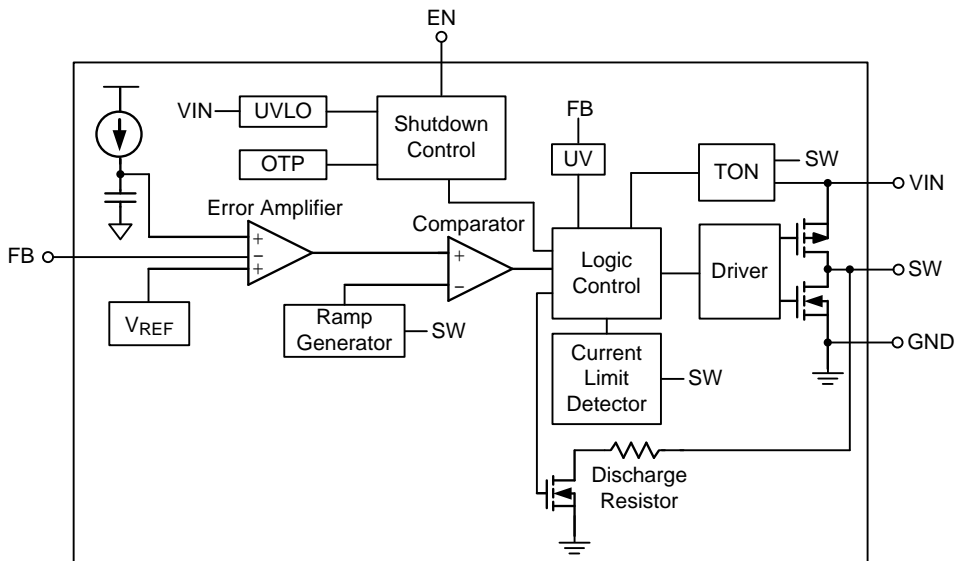 EN
VIN
UVLO
Shutdown
Control
OTP
FB
UV
TON
SW
VIN
Error Amplifier
Comparator
FB
+
−
+
+
−
Logic
Control
Driver
SW
VREF
Ramp
Generator
SW
GND
Current
Limit
Detector
SW
Discharge
Resistor